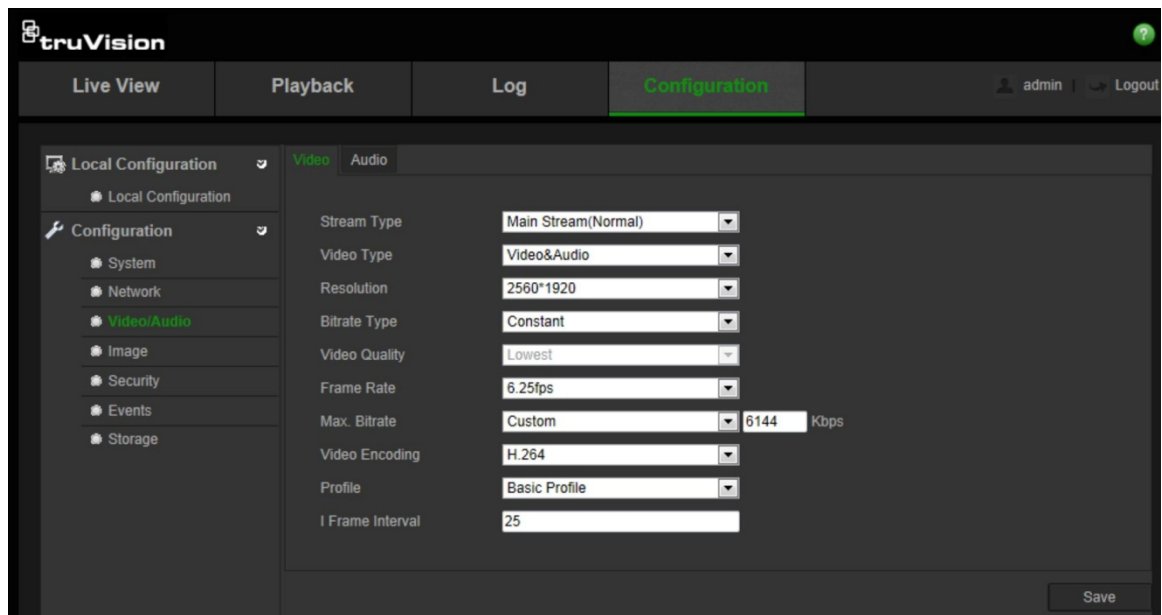 truVision
?
Live View Playback Log Configuration admin | Logout
Local Configuration
Local Configuration
Configuration
System
Network
Video/Audio
Image
Security
Events
Storage
Video Audio
Stream Type Main Stream(Normal)
Video Type Video&Audio
Resolution 2560*1920
Bitrate Type Constant
Video Quality Lowest
Frame Rate 6.25fps
Max. Bitrate Custom 6144 Kbps
Video Encoding H.264
Profile Basic Profile
I Frame Interval 25
Save